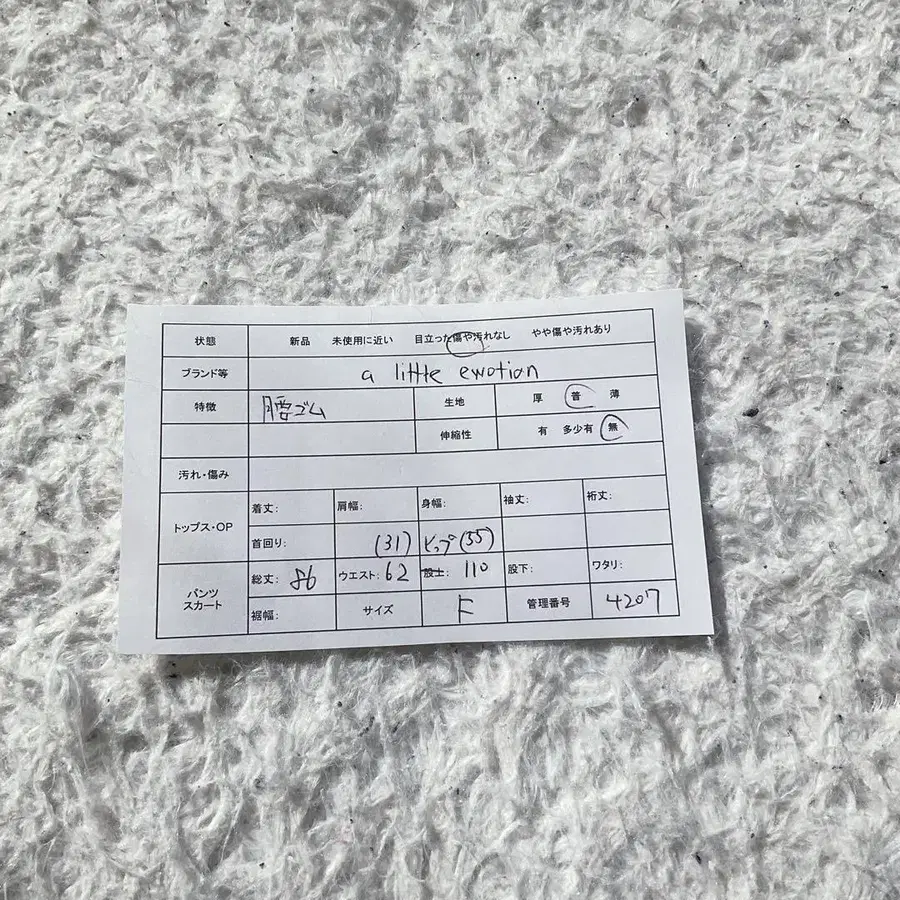 状態 新品 未使用に近い 目立った傷や汚れなし やや傷や汚れあり
ブランド等 a little emotion
特徴 腰ゴム 生地 厚 普 薄
伸縮性 有 多少有 無
汚れ・傷み
トップス・OP 着丈: 肩幅: 身幅: 袖丈: 裄丈:
首回り: (31) ヒップ(55)
パンツ スカート 総丈: 86 ウエスト: 62 股上: 110 股下: ワタリ:
裾幅: サイズ F 管理番号 4207